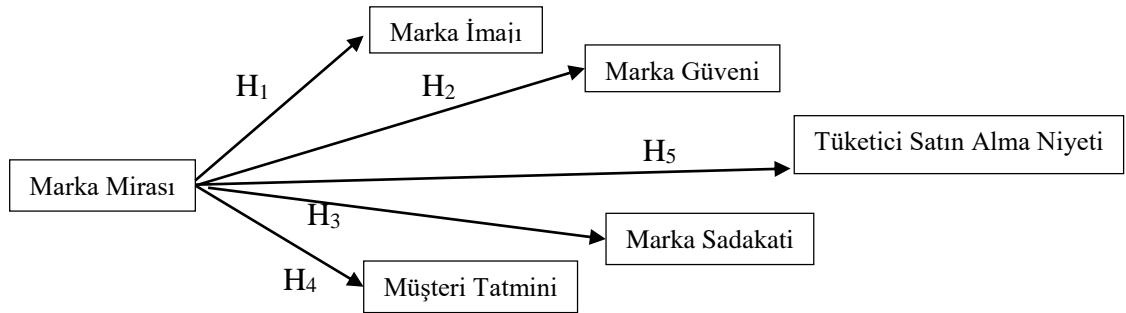 Marka İmajı
Marka Güveni
H1
H2
Tüketici Satın Alma Niyeti
H5
Marka Mirası
H3
Marka Sadakati
H4
Müşteri Tatmini